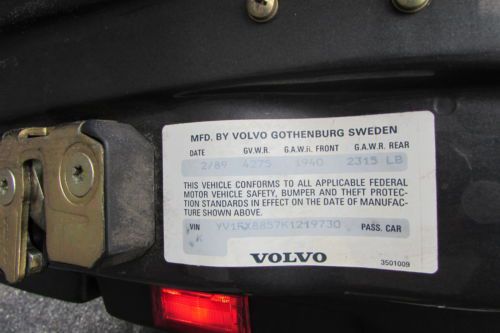 MFD. BY VOLVO GOTHENBURG SWEDEN
DATE G.V.W.R. G.A.W.R. FRONT G.A.W.R. REAR
2/89 4275 1940 2315 LB
THIS VEHICLE CONFORMS TO ALL APPLICABLE FEDERAL
MOTOR VEHICLE SAFETY, BUMPER AND THEFT PROTEC-
TION STANDARDS IN EFFECT ON THE DATE OF MANUFAC-
TURE SHOWN ABOVE.
VIN YV1RX8857K1219730 PASS. CAR
K
VOLVO 3501009